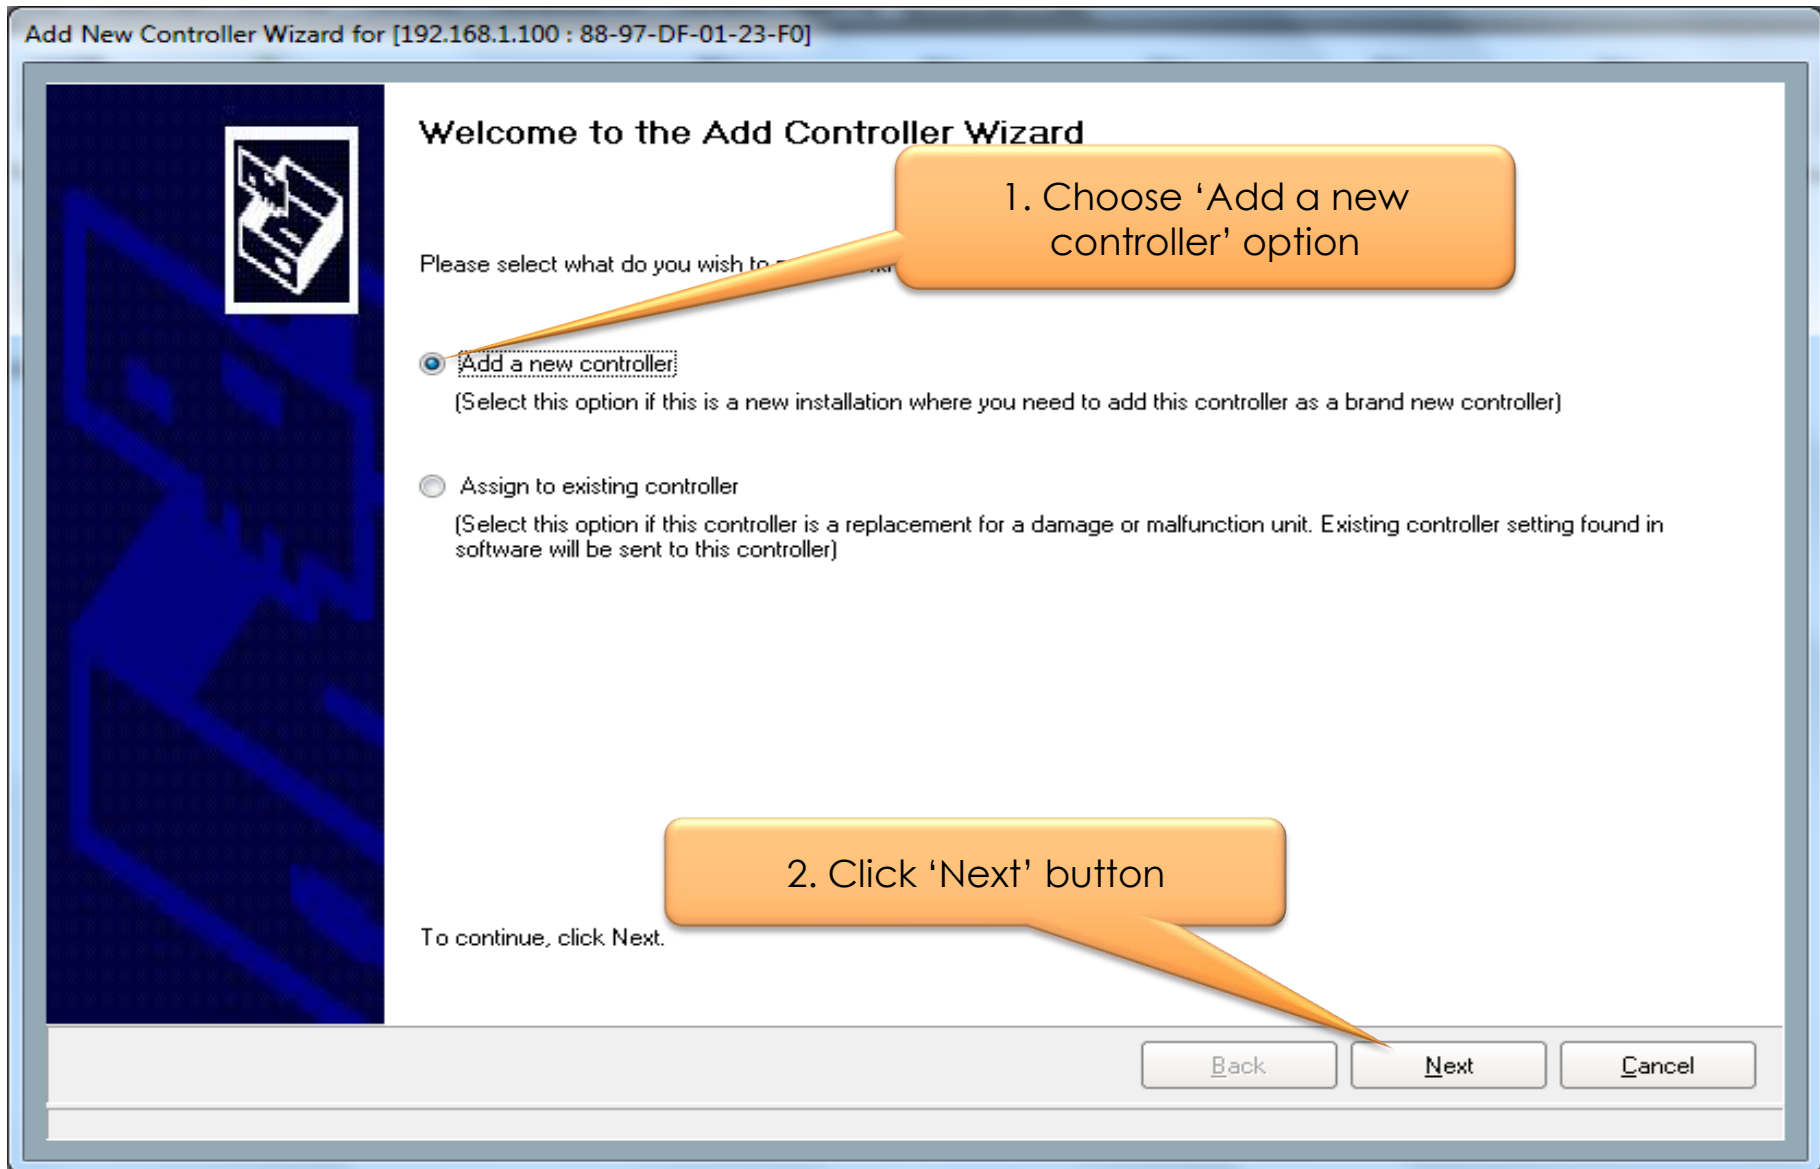 Add New Controller Wizard for [192.168.1.100 : 88-97-DF-01-23-F0]
Welcome to the Add Controller Wizard
1. Choose ‘Add a new
controller’ option
Please select what do you wish to
Add a new controller
(Select this option if this is a new installation where you need to add this controller as a brand new controller)
Assign to existing controller
(Select this option if this controller is a replacement for a damage or malfunction unit. Existing controller setting found in
software will be sent to this controller)
2. Click ‘Next’ button
To continue, click Next.
Back
Next
Cancel